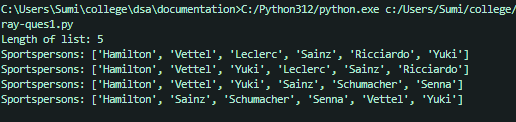 C:\Users\Sumi\college\dsa\documentation>C:/Python312/python.exe c:/Users/Sumi/college/
ray-ques1.py
Length of list: 5
Sportspersons: ['Hamilton', 'Vettel', 'Leclerc', 'Sainz', 'Ricciardo', 'Yuki']
Sportspersons: ['Hamilton', 'Vettel', 'Yuki', 'Leclerc', 'Sainz', 'Ricciardo']
Sportspersons: ['Hamilton', 'Vettel', 'Yuki', 'Sainz', 'Schumacher', 'Senna']
Sportspersons: ['Hamilton', 'Sainz', 'Schumacher', 'Senna', 'Vettel', 'Yuki']